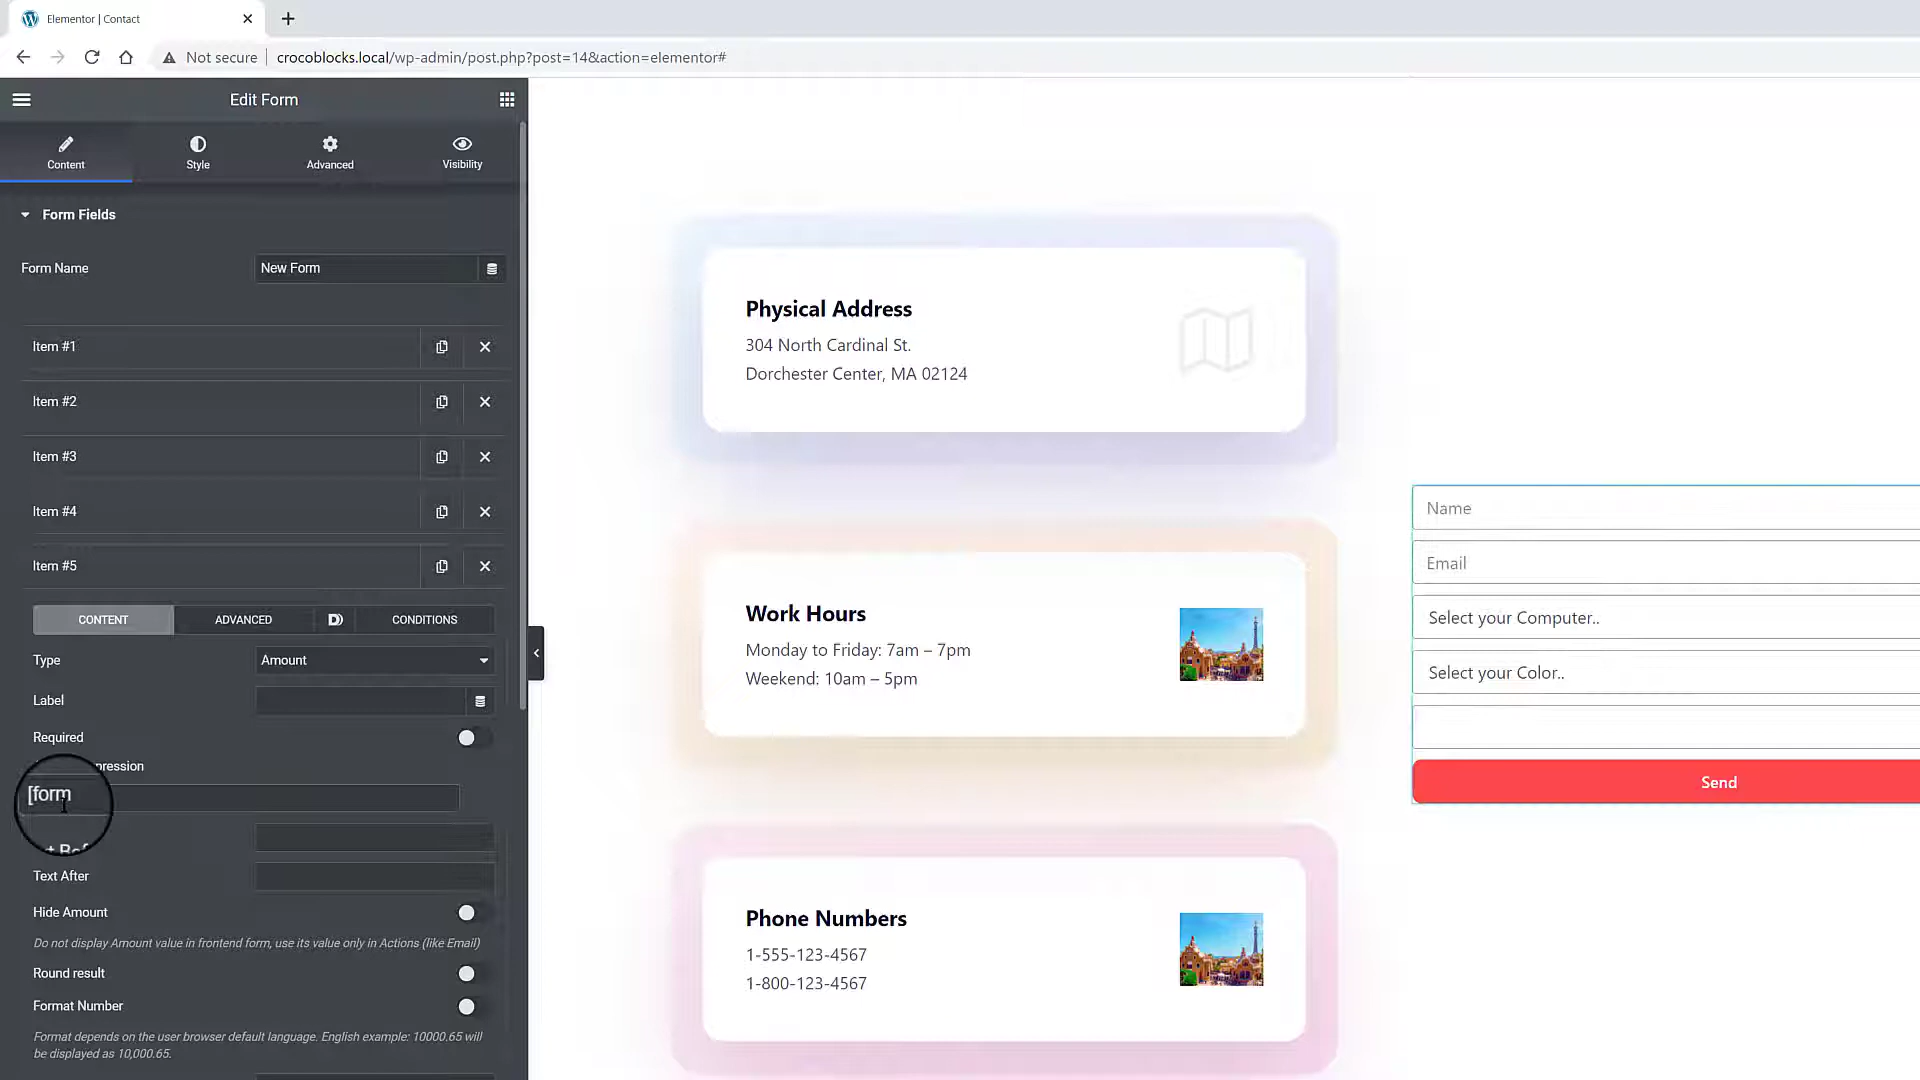 Elementor | Contact
Not secure
crocoblocks.local/wp-admin/post.php?post=14&action=elementor#
Edit Form
Content
Style
Advanced
Visibility
Form Fields
Form Name
New Form
Item #1
Item #2
Item #3
Item #4
Item #5
CONTENT
ADVANCED
CONDITIONS
Type
Amount
Label
Required
[form
Text After
Hide Amount
Do not display Amount value in frontend form, use its value only in Actions (like Email)
Round result
Format Number
Format depends on the user browser default language. English example: 10000.65 will
be displayed as 10,000.65.
Physical Address
304 North Cardinal St.
Dorchester Center, MA 02124
Work Hours
Monday to Friday: 7am – 7pm
Weekend: 10am – 5pm
Phone Numbers
1-555-123-4567
1-800-123-4567
Name
Email
Select your Computer..
Select your Color..
Send